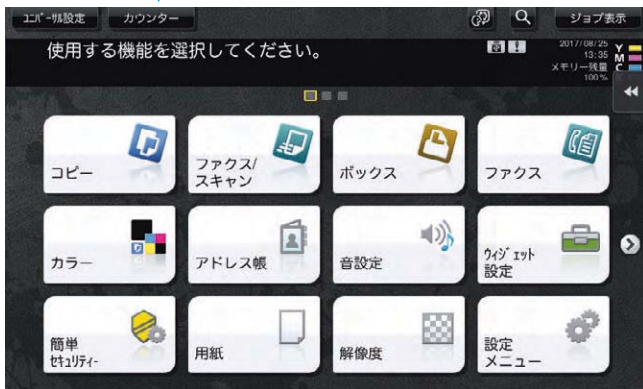 ﾕﾆﾊﾞｰｻﾙ設定
カウンター
ジョブ表示
使用する機能を選択してください。
2017/08/25
13:35
メモリー残量
100%
Y
M
C
コピー
ファクス/
スキャン
ボックス
ファクス
カラー
アドレス帳
音設定
ｳｨｼﾞｪｯﾄ
設定
簡単
ｾｷｭﾘﾃｨｰ
用紙
解像度
設定
メニュー